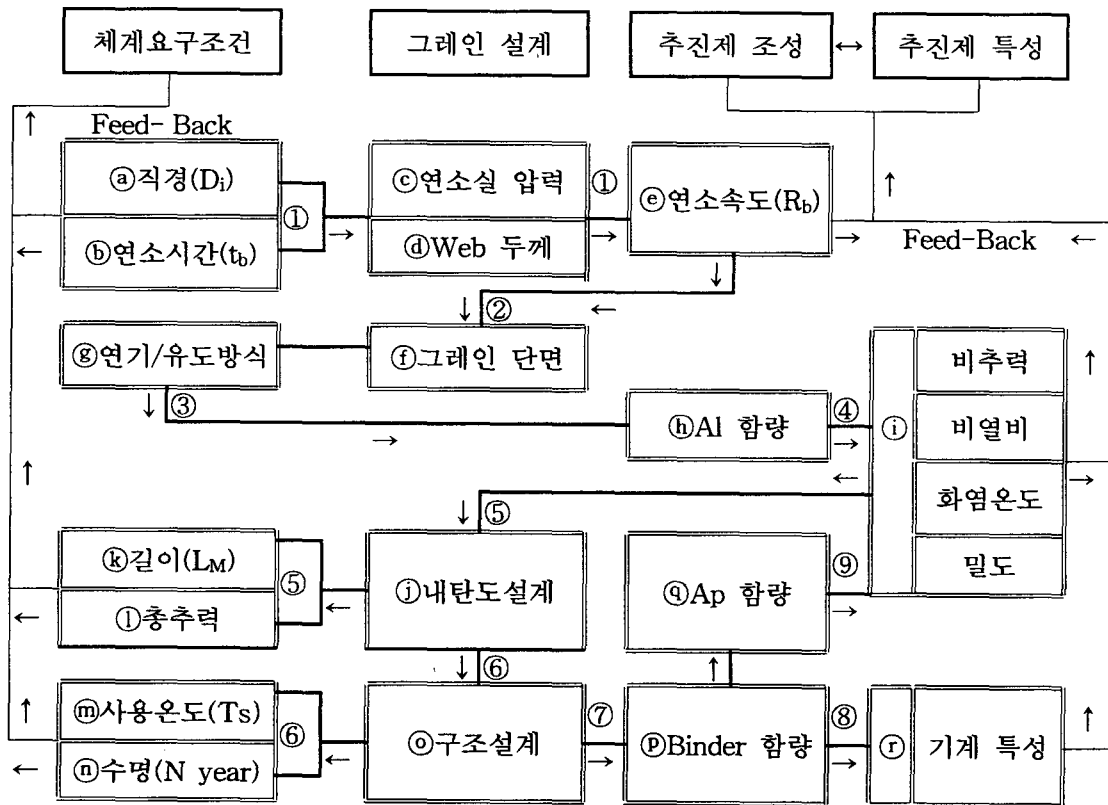 체계요구조건 그레인 설계 추진제 조성 ↔ 추진제 특성
↑ Feed-Back
ⓐ직경(Di) ⓒ연소실 압력 ① ⓔ연소속도(Rb) ↑
① →
← ⓑ연소시간(tb) ⓓWeb 두께 → → Feed-Back ←
↓ ↓ ② ← ↓
ⓖ연기/유도방식 ⓕ그레인 단면 비추력 ↑
↓ ③ → ⓗAl 함량 ④ → ⓘ 비열비
↑ ↓ ⑤ ← 화염온도 →
ⓚ길이(LM) ⑤ ⓙ내탄도설계 ⓠAp 함량 ⑨ 밀도
← ⓛ총추력 ← →
↓ ⑥ ↑
↑ ⓜ사용온도(Ts) ⑥ ⓞ구조설계 ⑦ ⓟBinder 함량 ⑧ ⓡ 기계 특성 ↑
← ⓝ수명(N year) ← → →